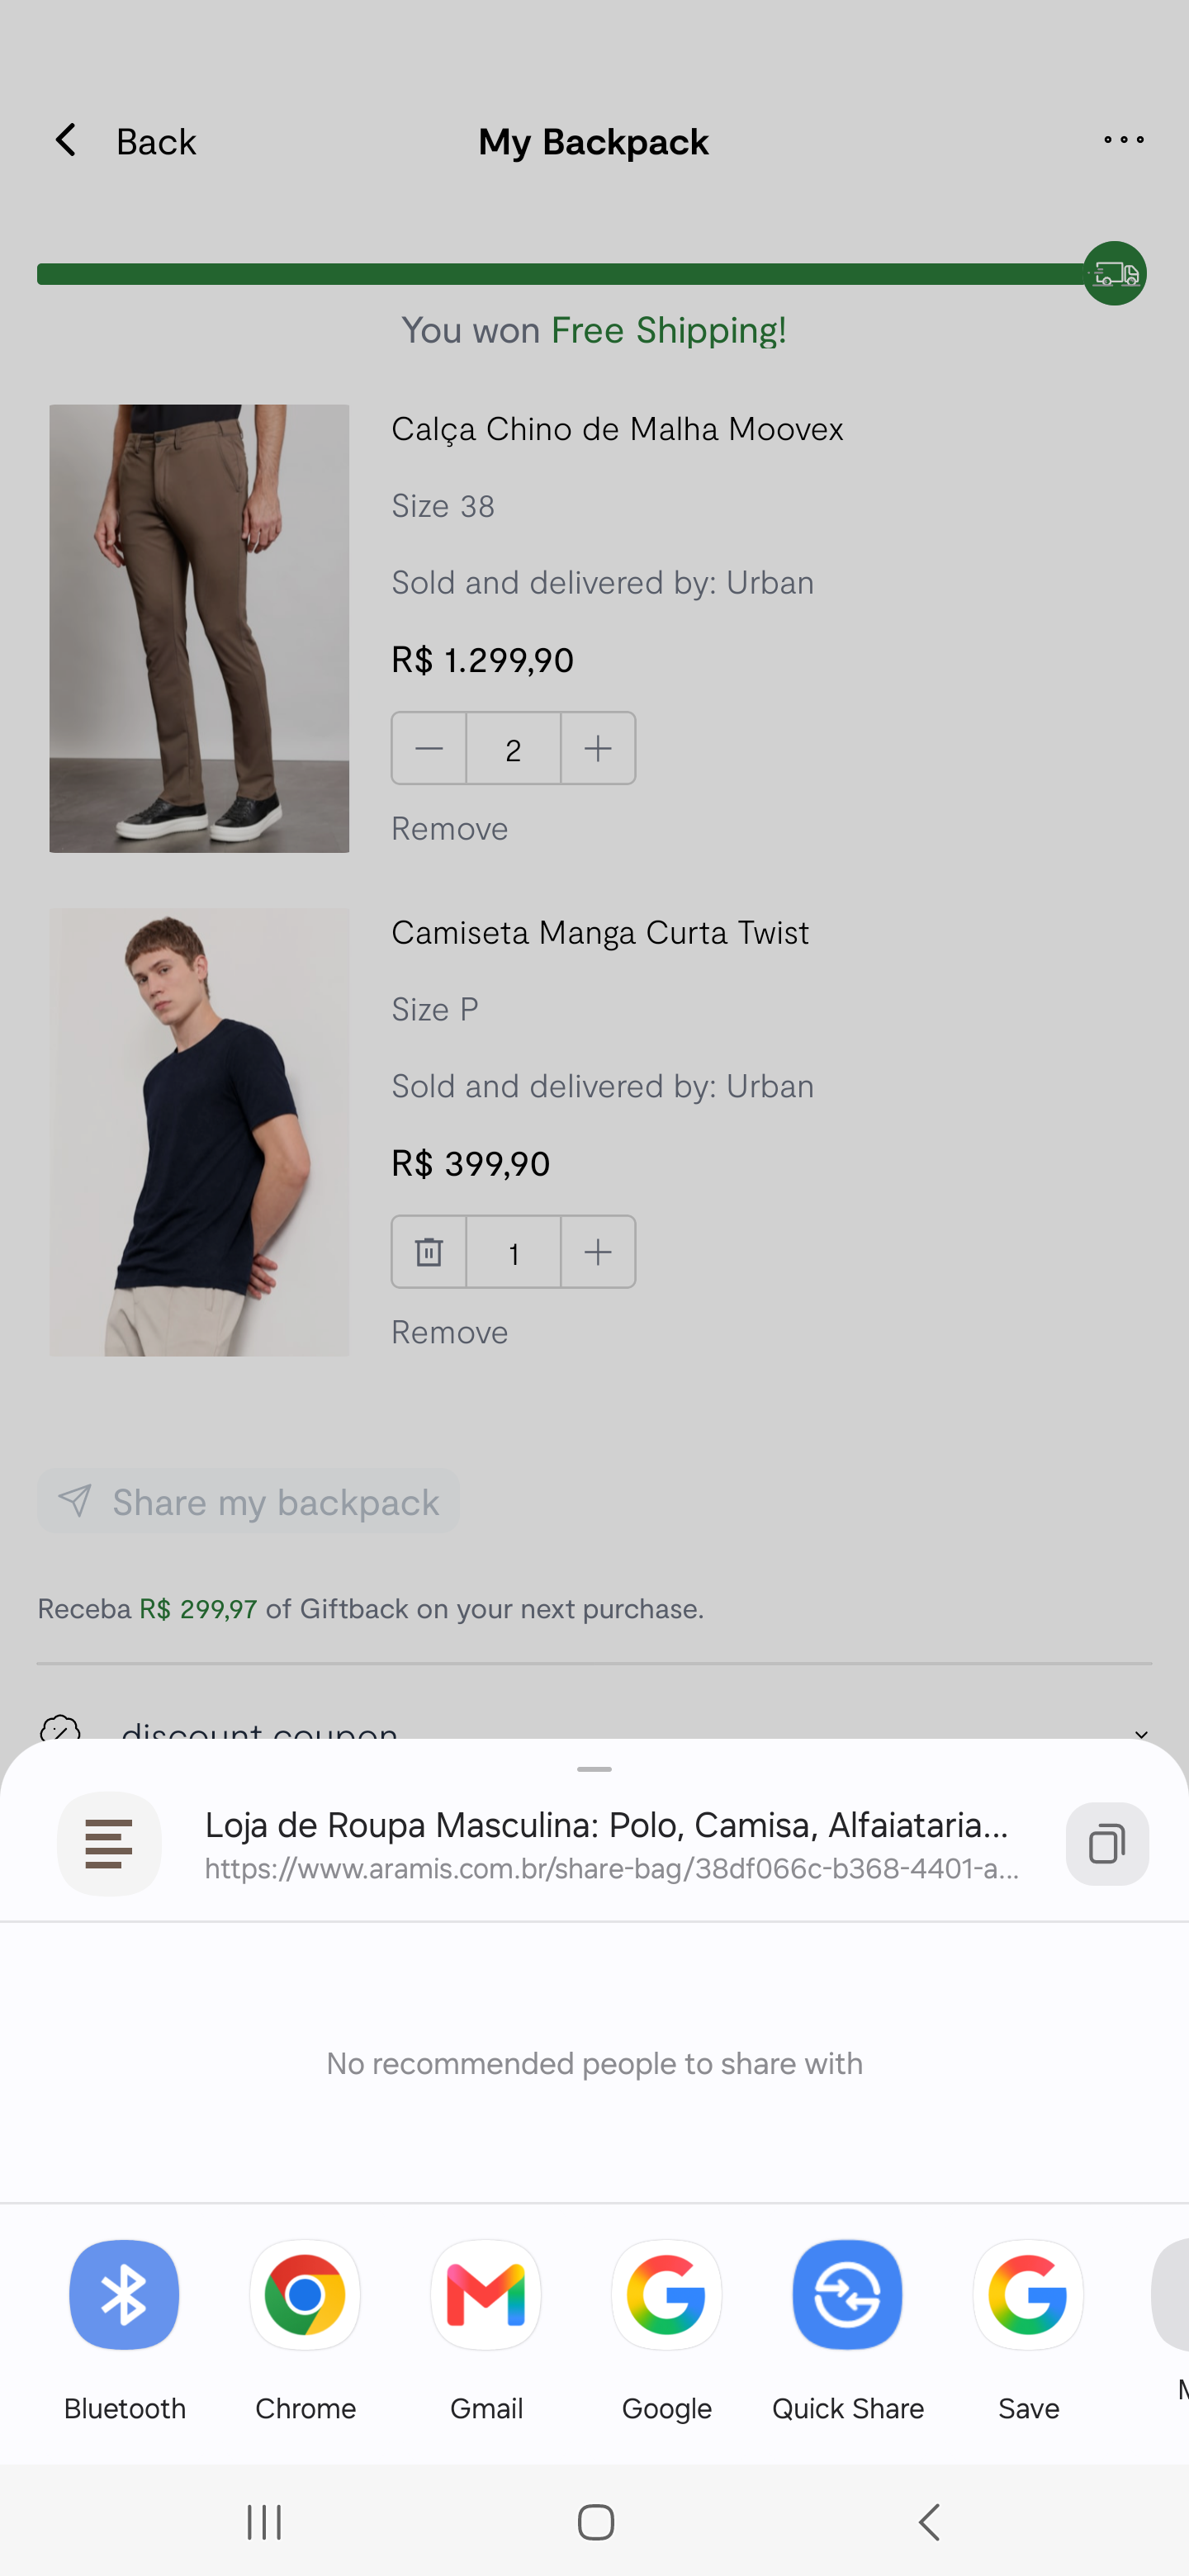 Back
My Backpack
You won Free Shipping!
Calça Chino de Malha Moovex
Size 38
Sold and delivered by: Urban
R$ 1.299,90
2
Remove
Camiseta Manga Curta Twist
Size P
Sold and delivered by: Urban
R$ 399,90
1
Remove
Share my backpack
Receba R$ 299,97 of Giftback on your next purchase.
discount coupon
Loja de Roupa Masculina: Polo, Camisa, Alfaiataria...
https://www.aramis.com.br/share-bag/38df066c-b368-4401-a...
No recommended people to share with
Bluetooth
Chrome
Gmail
Google
Quick Share
Save